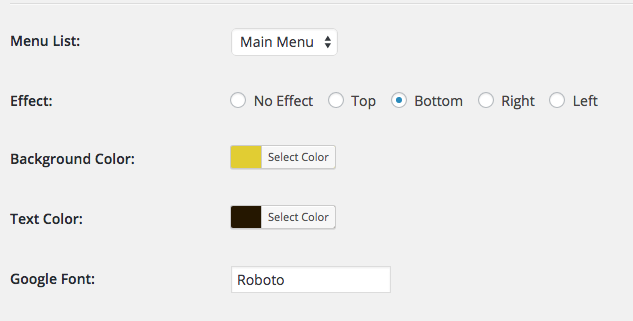 Menu List: Main Menu
Effect: No Effect Top Bottom Right Left
Background Color: Select Color
Text Color: Select Color
Google Font: Roboto